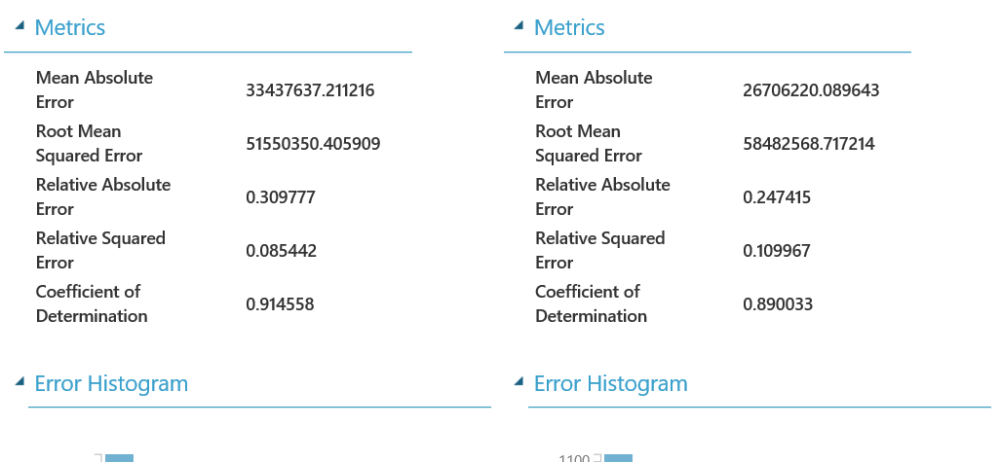 Metrics
Mean Absolute
Error
33437637.211216
Root Mean
Squared Error
51550350.405909
Relative Absolute
Error
0.309777
Relative Squared
Error
0.085442
Coefficient of
Determination
0.914558
Error Histogram
Metrics
Mean Absolute
Error
26706220.089643
Root Mean
Squared Error
58482568.717214
Relative Absolute
Error
0.247415
Relative Squared
Error
0.109967
Coefficient of
Determination
0.890033
Error Histogram
1100